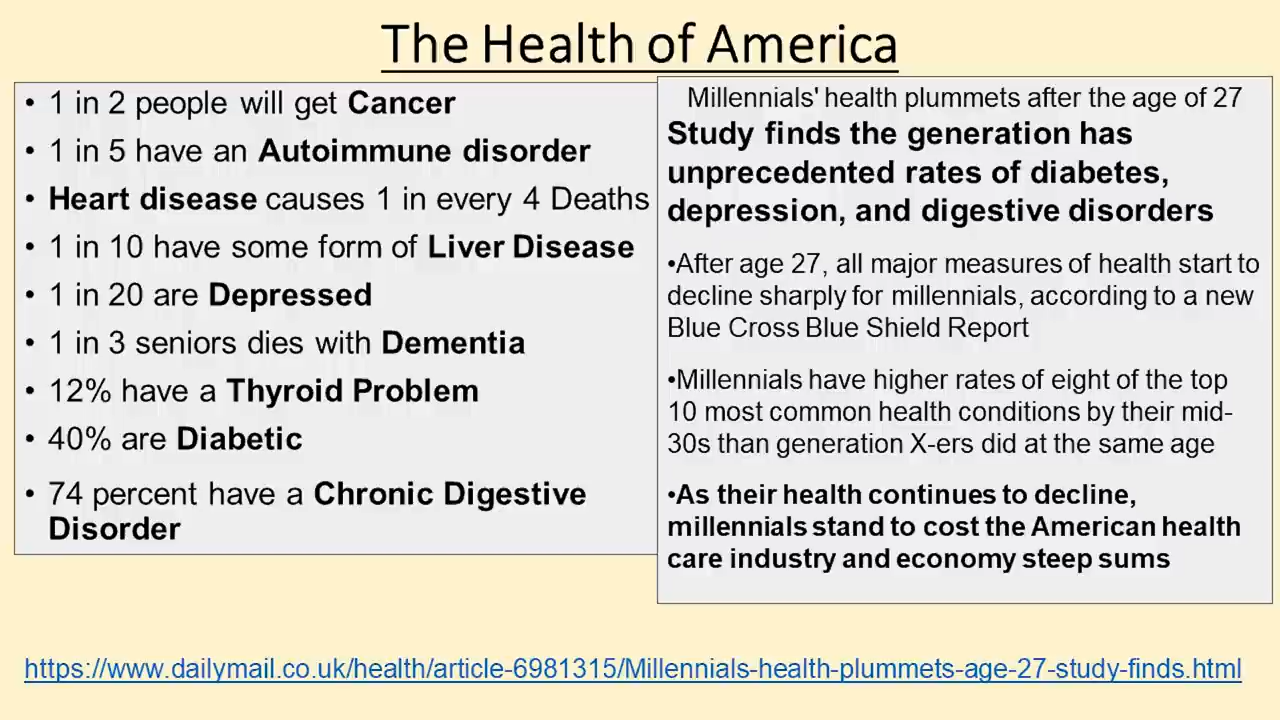 The Health of America
• 1 in 2 people will get Cancer
• 1 in 5 have an Autoimmune disorder
• Heart disease causes 1 in every 4 Deaths
• 1 in 10 have some form of Liver Disease
• 1 in 20 are Depressed
• 1 in 3 seniors dies with Dementia
• 12% have a Thyroid Problem
• 40% are Diabetic
• 74 percent have a Chronic Digestive
Disorder
Millennials' health plummets after the age of 27
Study finds the generation has
unprecedented rates of diabetes,
depression, and digestive disorders
•After age 27, all major measures of health start to
decline sharply for millennials, according to a new
Blue Cross Blue Shield Report
•Millennials have higher rates of eight of the top
10 most common health conditions by their mid-
30s than generation X-ers did at the same age
•As their health continues to decline,
millennials stand to cost the American health
care industry and economy steep sums
https://www.dailymail.co.uk/health/article-6981315/Millennials-health-plummets-age-27-study-finds.html